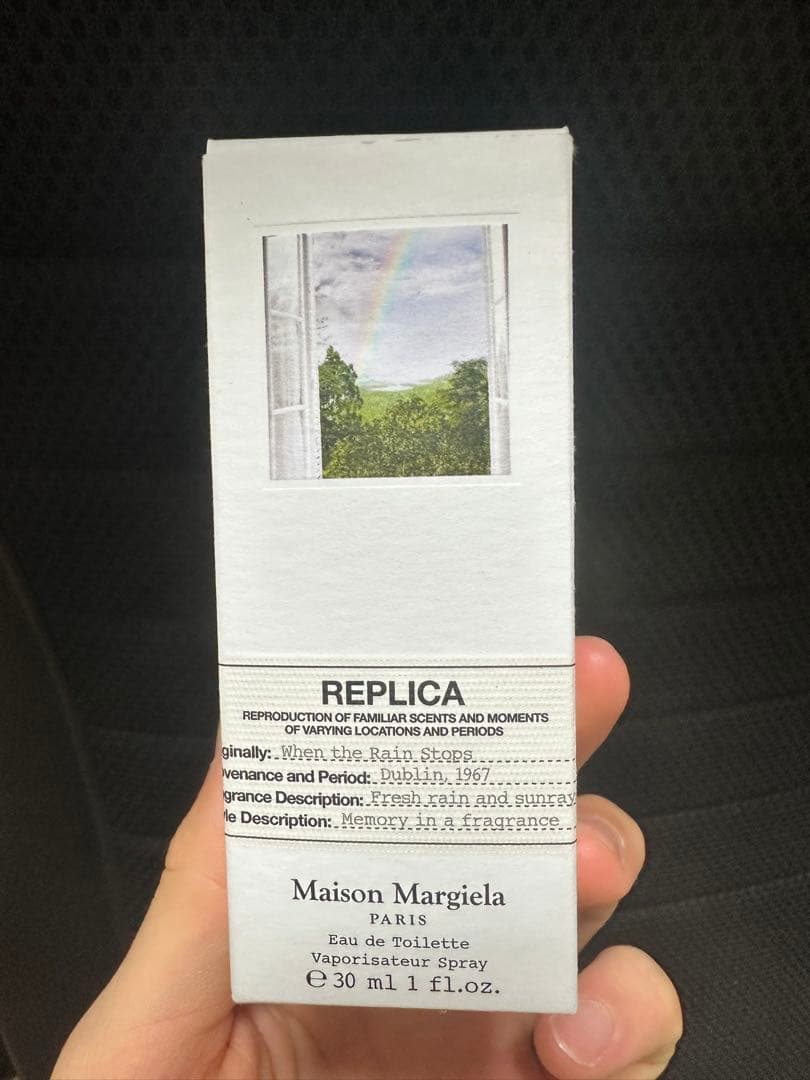 REPLICA
REPRODUCTION OF FAMILIAR SCENTS AND MOMENTS
OF VARYING LOCATIONS AND PERIODS
ginally: When the Rain Stops
venance and Period: Dublin, 1967
grance Description: Fresh rain and sunray
le Description: Memory in a fragrance
Maison Margiela
PARIS
Eau de Toilette
Vaporisateur Spray
℮ 30 ml 1 fl.oz.